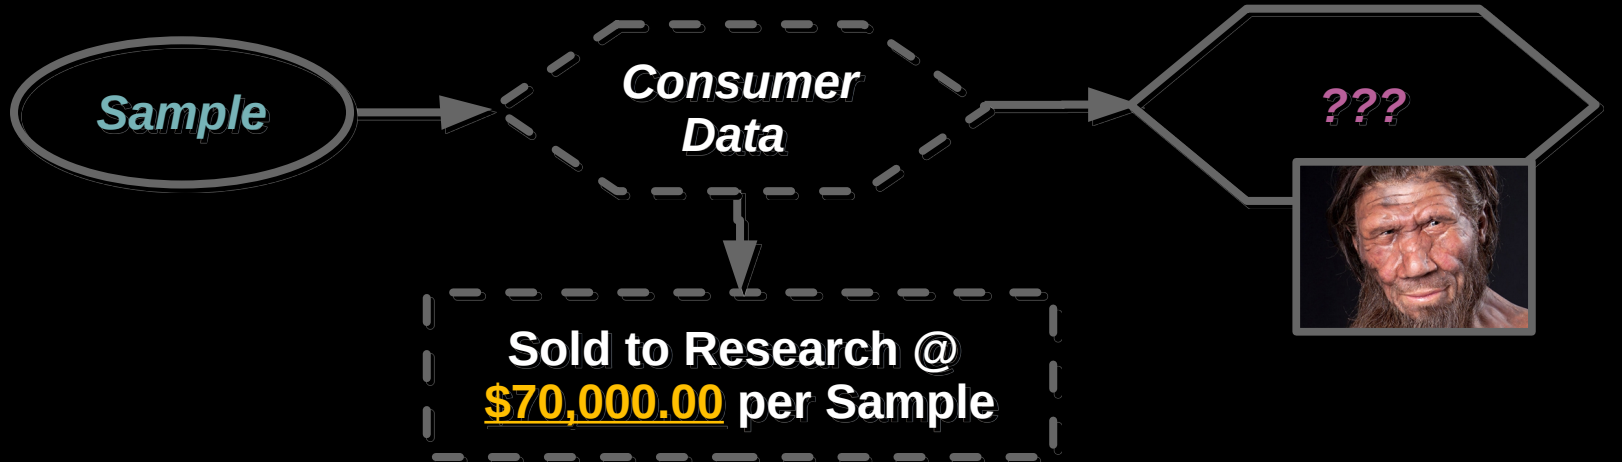 Sample
Consumer
Data
???
Sold to Research @
$70,000.00 per Sample